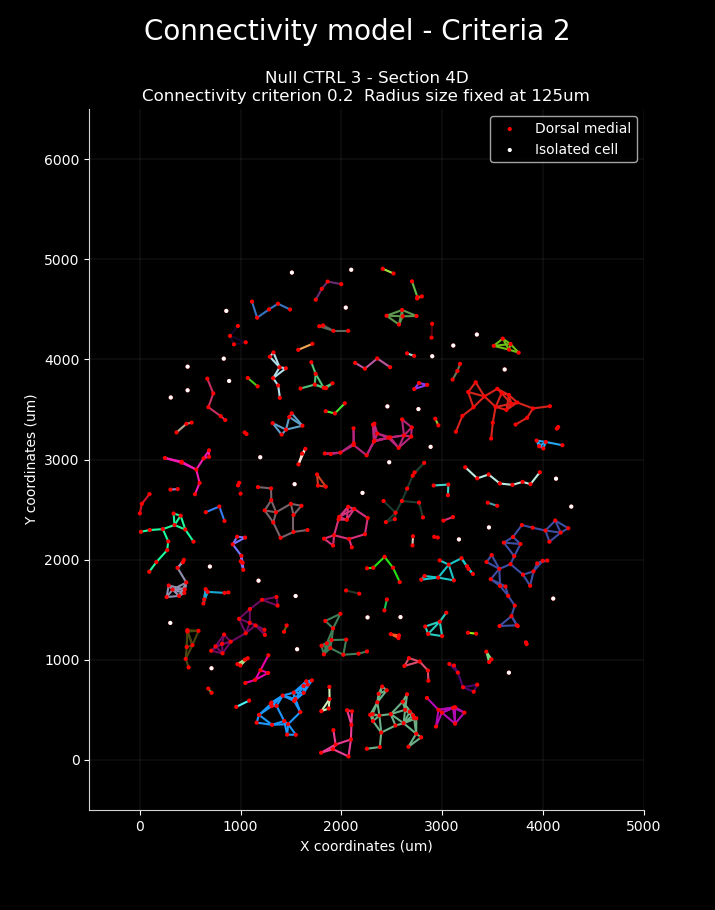 Connectivity model - Criteria 2
Null CTRL 3 - Section 4D
Connectivity criterion 0.2  Radius size fixed at 125um
Dorsal medial
Isolated cell
6000
5000
4000
3000
2000
1000
0
Y coordinates (um)
0
1000
2000
3000
4000
5000
X coordinates (um)